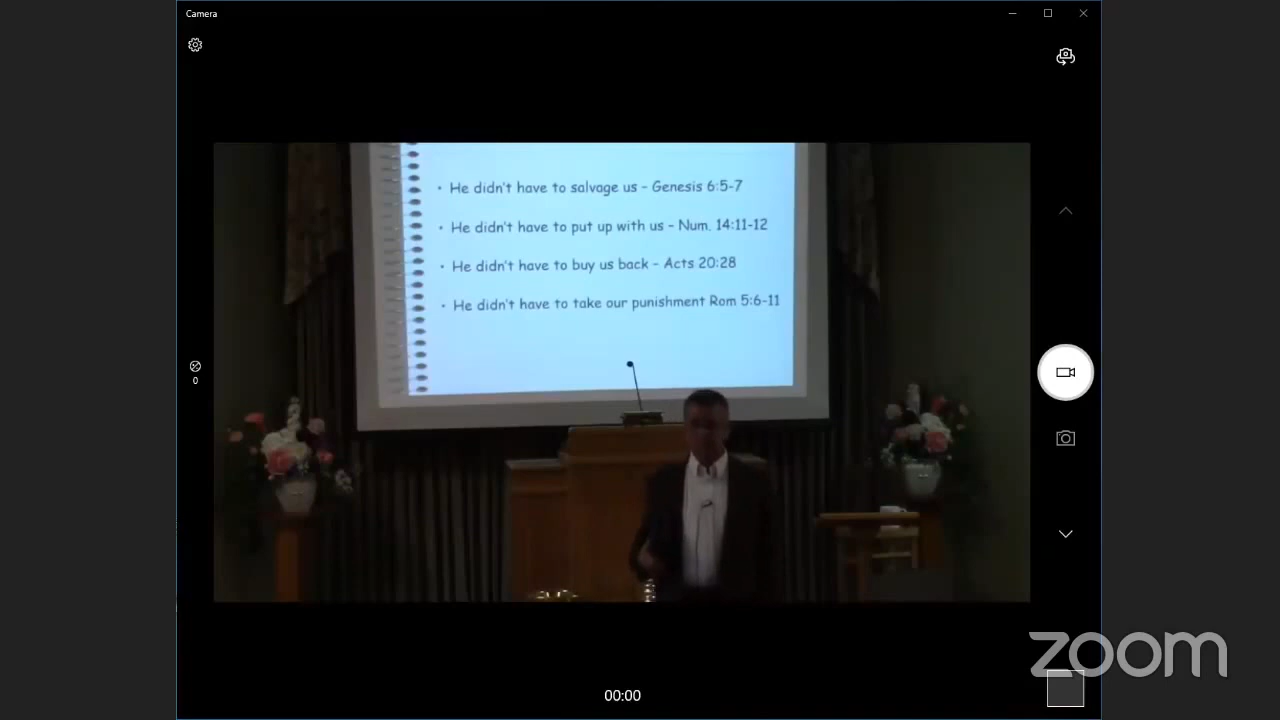 Camera
• He didn't have to salvage us - Genesis 6:5-7
• He didn't have to put up with us - Num. 14:11-12
• He didn't have to buy us back - Acts 20:28
• He didn't have to take our punishment Rom 5:6-11
0
00:00
zoom